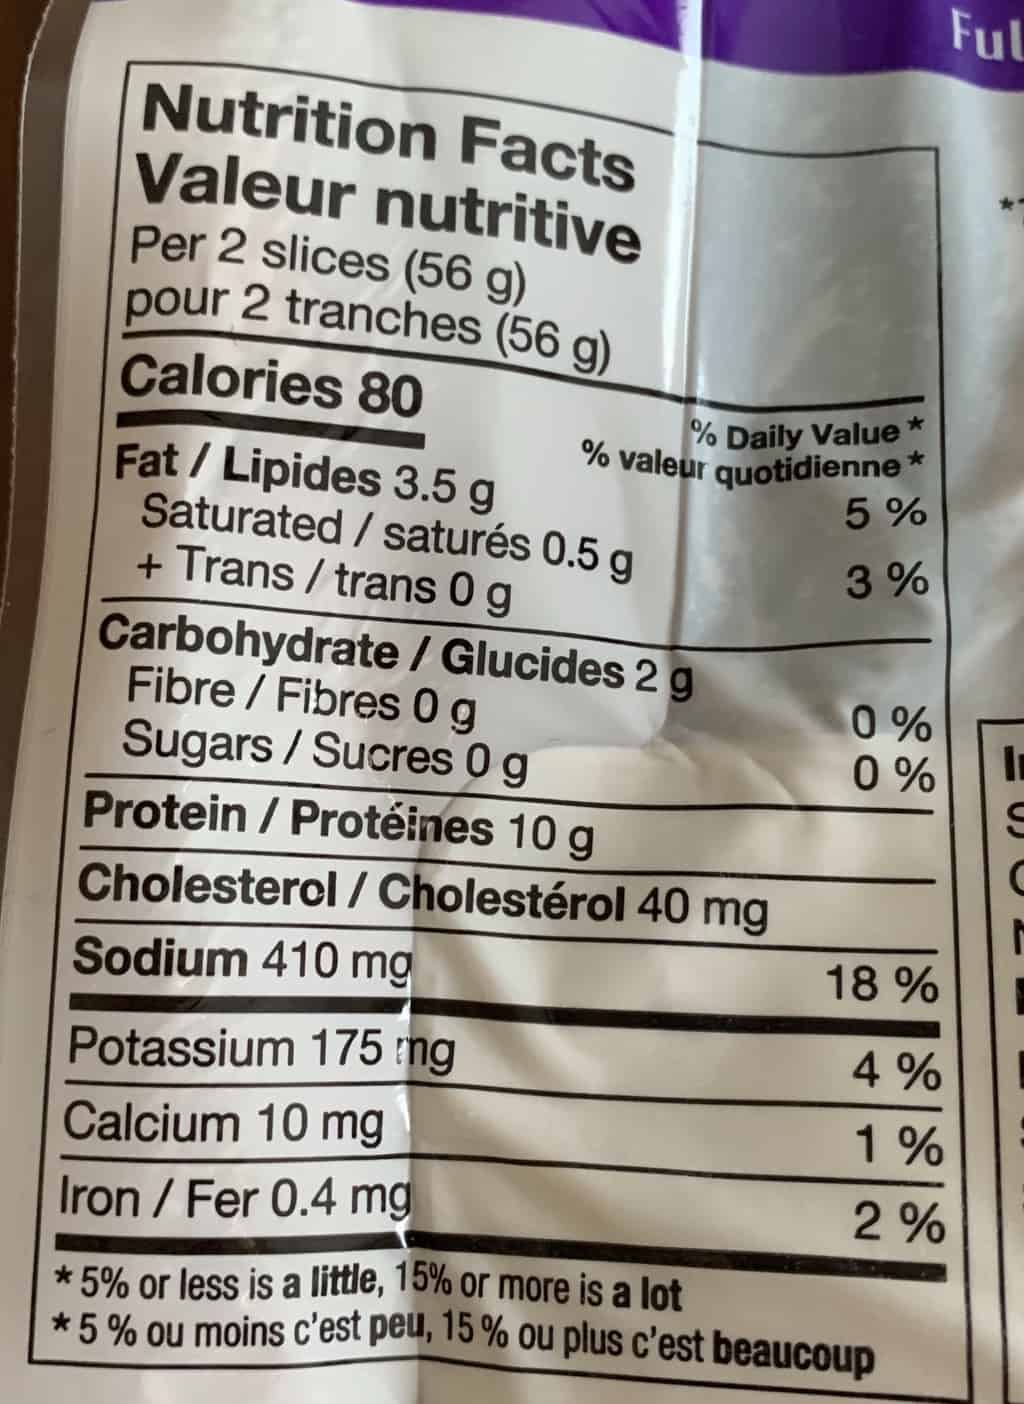 Ful
Nutrition Facts
Valeur nutritive
Per 2 slices (56 g)
pour 2 tranches (56 g)
Calories 80
% Daily Value *
% valeur quotidienne *
Fat / Lipides 3.5 g 5 %
Saturated / saturés 0.5 g
+ Trans / trans 0 g 3 %
Carbohydrate / Glucides 2 g
Fibre / Fibres 0 g 0 %
Sugars / Sucres 0 g 0 %
Protein / Protéines 10 g
Cholesterol / Cholestérol 40 mg
Sodium 410 mg 18 %
Potassium 175 mg 4 %
Calcium 10 mg 1 %
Iron / Fer 0.4 mg 2 %
* 5% or less is a little, 15% or more is a lot
* 5 % ou moins c'est peu, 15 % ou plus c'est beaucoup